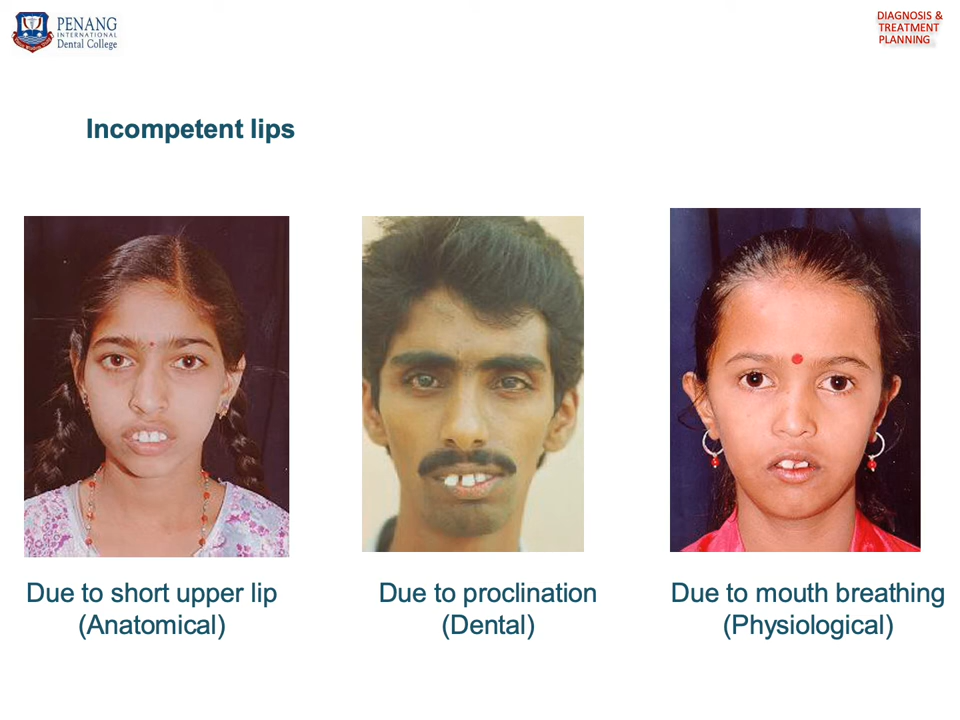 PENANG
INTERNATIONAL
Dental College
DIAGNOSIS &
TREATMENT
PLANNING
Incompetent lips
Due to short upper lip
(Anatomical)
Due to proclination
(Dental)
Due to mouth breathing
(Physiological)